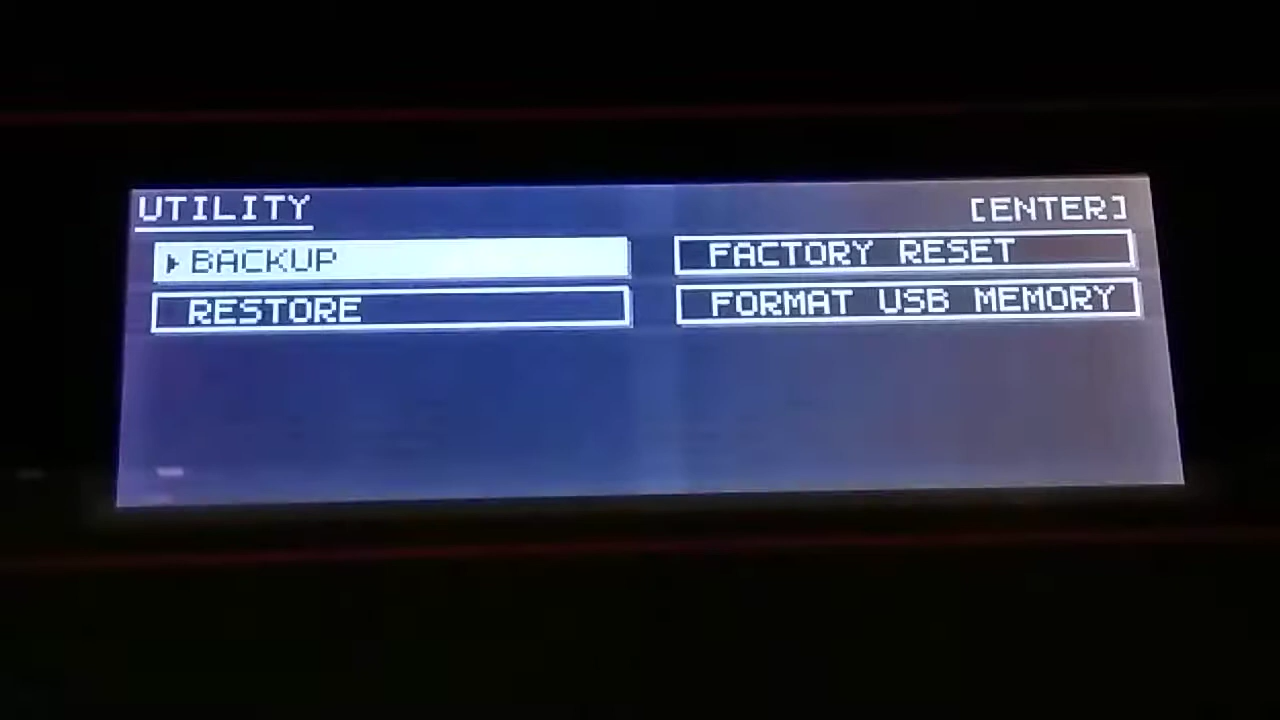 UTILITY
[ENTER]
BACKUP
FACTORY RESET
RESTORE
FORMAT USB MEMORY